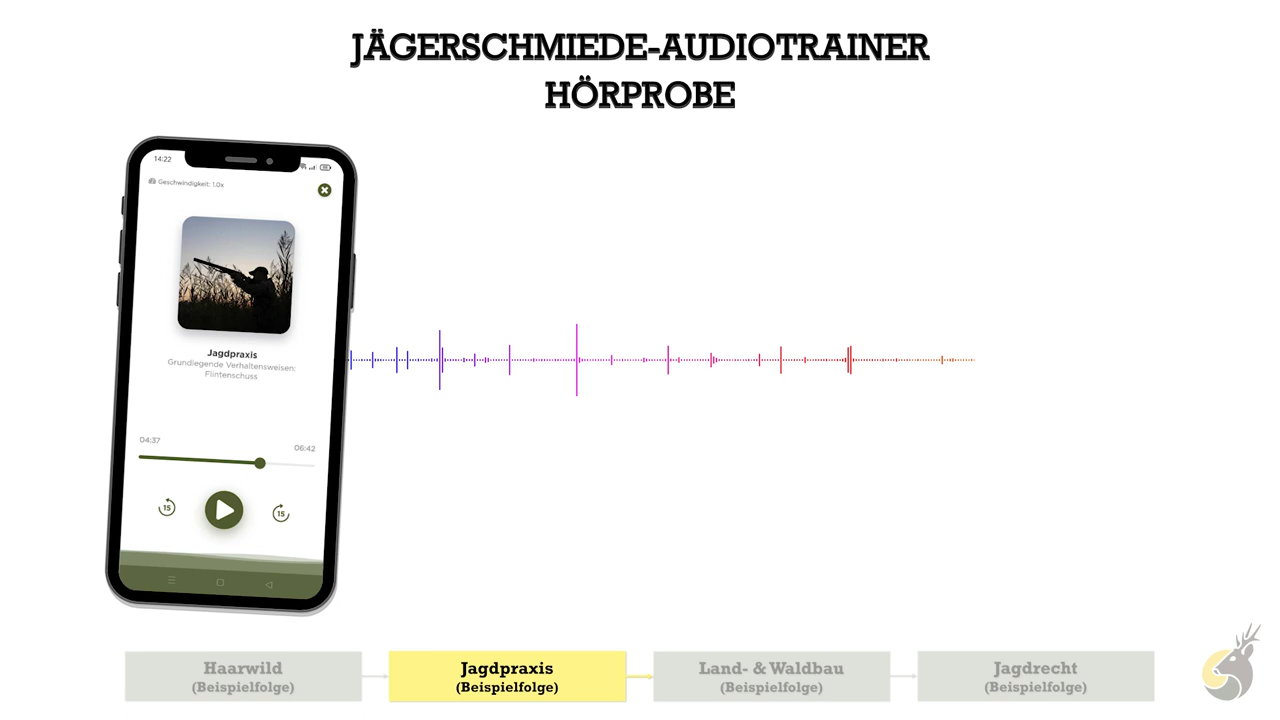 JÄGERSCHMIEDE-AUDIOTRAINER
HÖRPROBE
14:22
Geschwindigkeit: 1.0x
Jagdpraxis
Grundlegende Verhaltensweisen:
Flintenschuss
04:37
06:42
15
15
Haarwild
(Beispielfolge)
Jagdpraxis
(Beispielfolge)
Land- & Waldbau
(Beispielfolge)
Jagdrecht
(Beispielfolge)